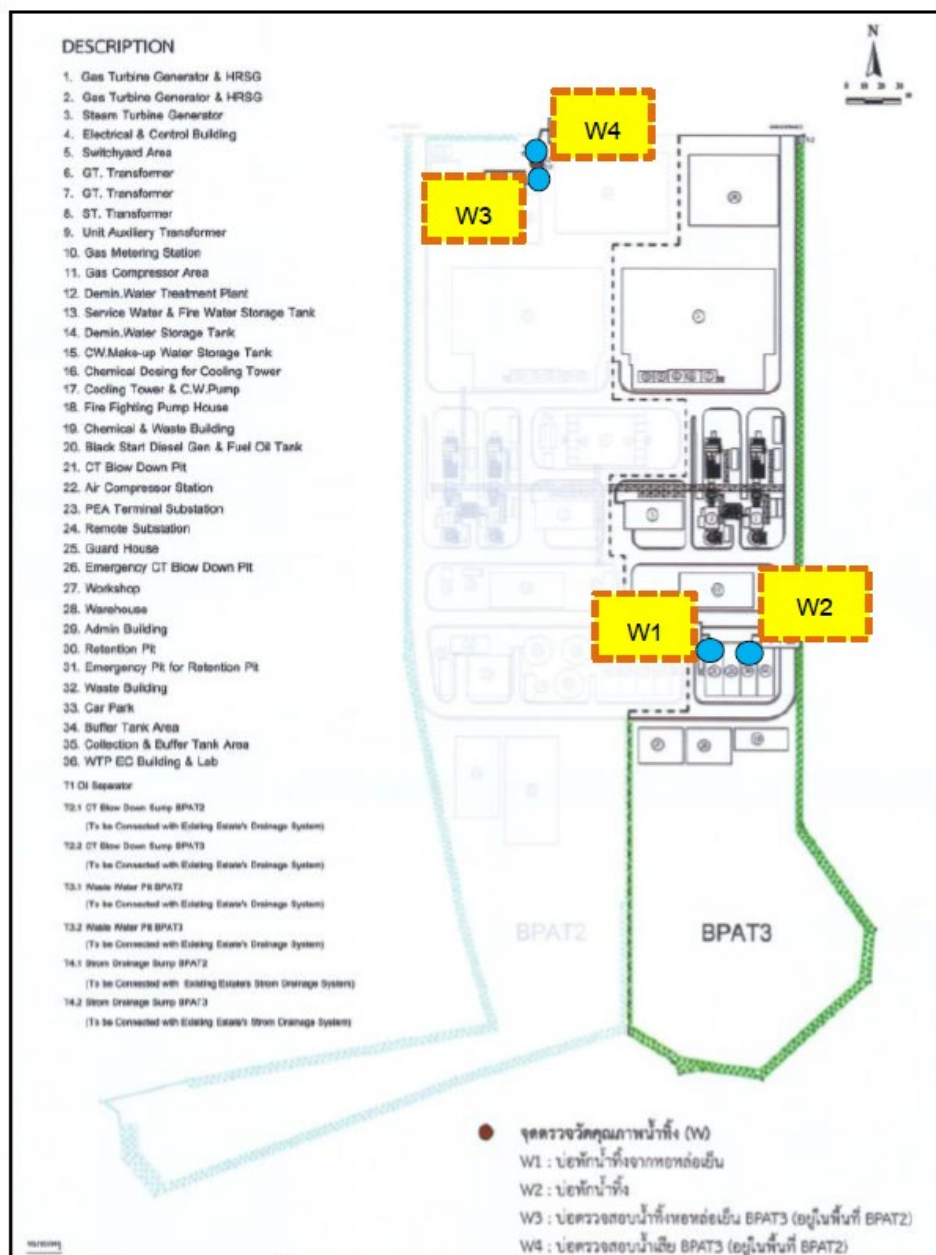 DESCRIPTION
1. Gas Turbine Generator & HRSG
2. Gas Turbine Generator & HRSG
3. Steam Turbine Generator
4. Electrical & Control Building
5. Switchyard Area
6. GT. Transformer
7. GT. Transformer
8. ST. Transformer
9. Unit Auxiliary Transformer
10. Gas Metering Station
11. Gas Compressor Area
12. Demin.Water Treatment Plant
13. Service Water & Fire Water Storage Tank
14. Demin.Water Storage Tank
15. CW.Make-up Water Storage Tank
16. Chemical Dosing for Cooling Tower
17. Cooling Tower & C.W.Pump
18. Fire Fighting Pump House
19. Chemical & Waste Building
20. Black Start Diesel Gen & Fuel Oil Tank
21. CT Blow Down Pit
22. Air Compressor Station
23. PEA Terminal Substation
24. Remote Substation
25. Guard House
26. Emergency CT Blow Down Pit
27. Workshop
28. Warehouse
29. Admin Building
30. Retention Pit
31. Emergency Pit for Retention Pit
32. Waste Building
33. Car Park
34. Buffer Tank Area
35. Collection & Buffer Tank Area
36. WTP EC Building & Lab
T1 Oil Separator
T2.1 CT Blow Down Sump BPAT2
(To be Connected with Existing Estate's Drainage System)
T2.2 CT Blow Down Sump BPAT3
(To be Connected with Existing Estate's Drainage System)
T3.1 Waste Water Pit BPAT2
(To be Connected with Existing Estate's Drainage System)
T3.2 Waste Water Pit BPAT3
(To be Connected with Existing Estate's Drainage System)
T4.1 Strom Drainage Sump BPAT2
(To be Connected with Existing Estate's Strom Drainage System)
T4.2 Strom Drainage Sump BPAT3
(To be Connected with Existing Estate's Strom Drainage System)
N
0 10 20 30
W4
W3
W1
W2
BPAT2
BPAT3
จุดตรวจวัดคุณภาพน้ำทิ้ง (W)
W1 : บ่อพักน้ำทิ้งจากหอหล่อเย็น
W2 : บ่อพักน้ำทิ้ง
W3 : บ่อตรวจสอบน้ำทิ้งหอหล่อเย็น BPAT3 (อยู่ในพื้นที่ BPAT2)
W4 : บ่อตรวจสอบน้ำเสีย BPAT3 (อยู่ในพื้นที่ BPAT2)
หมายเหตุ